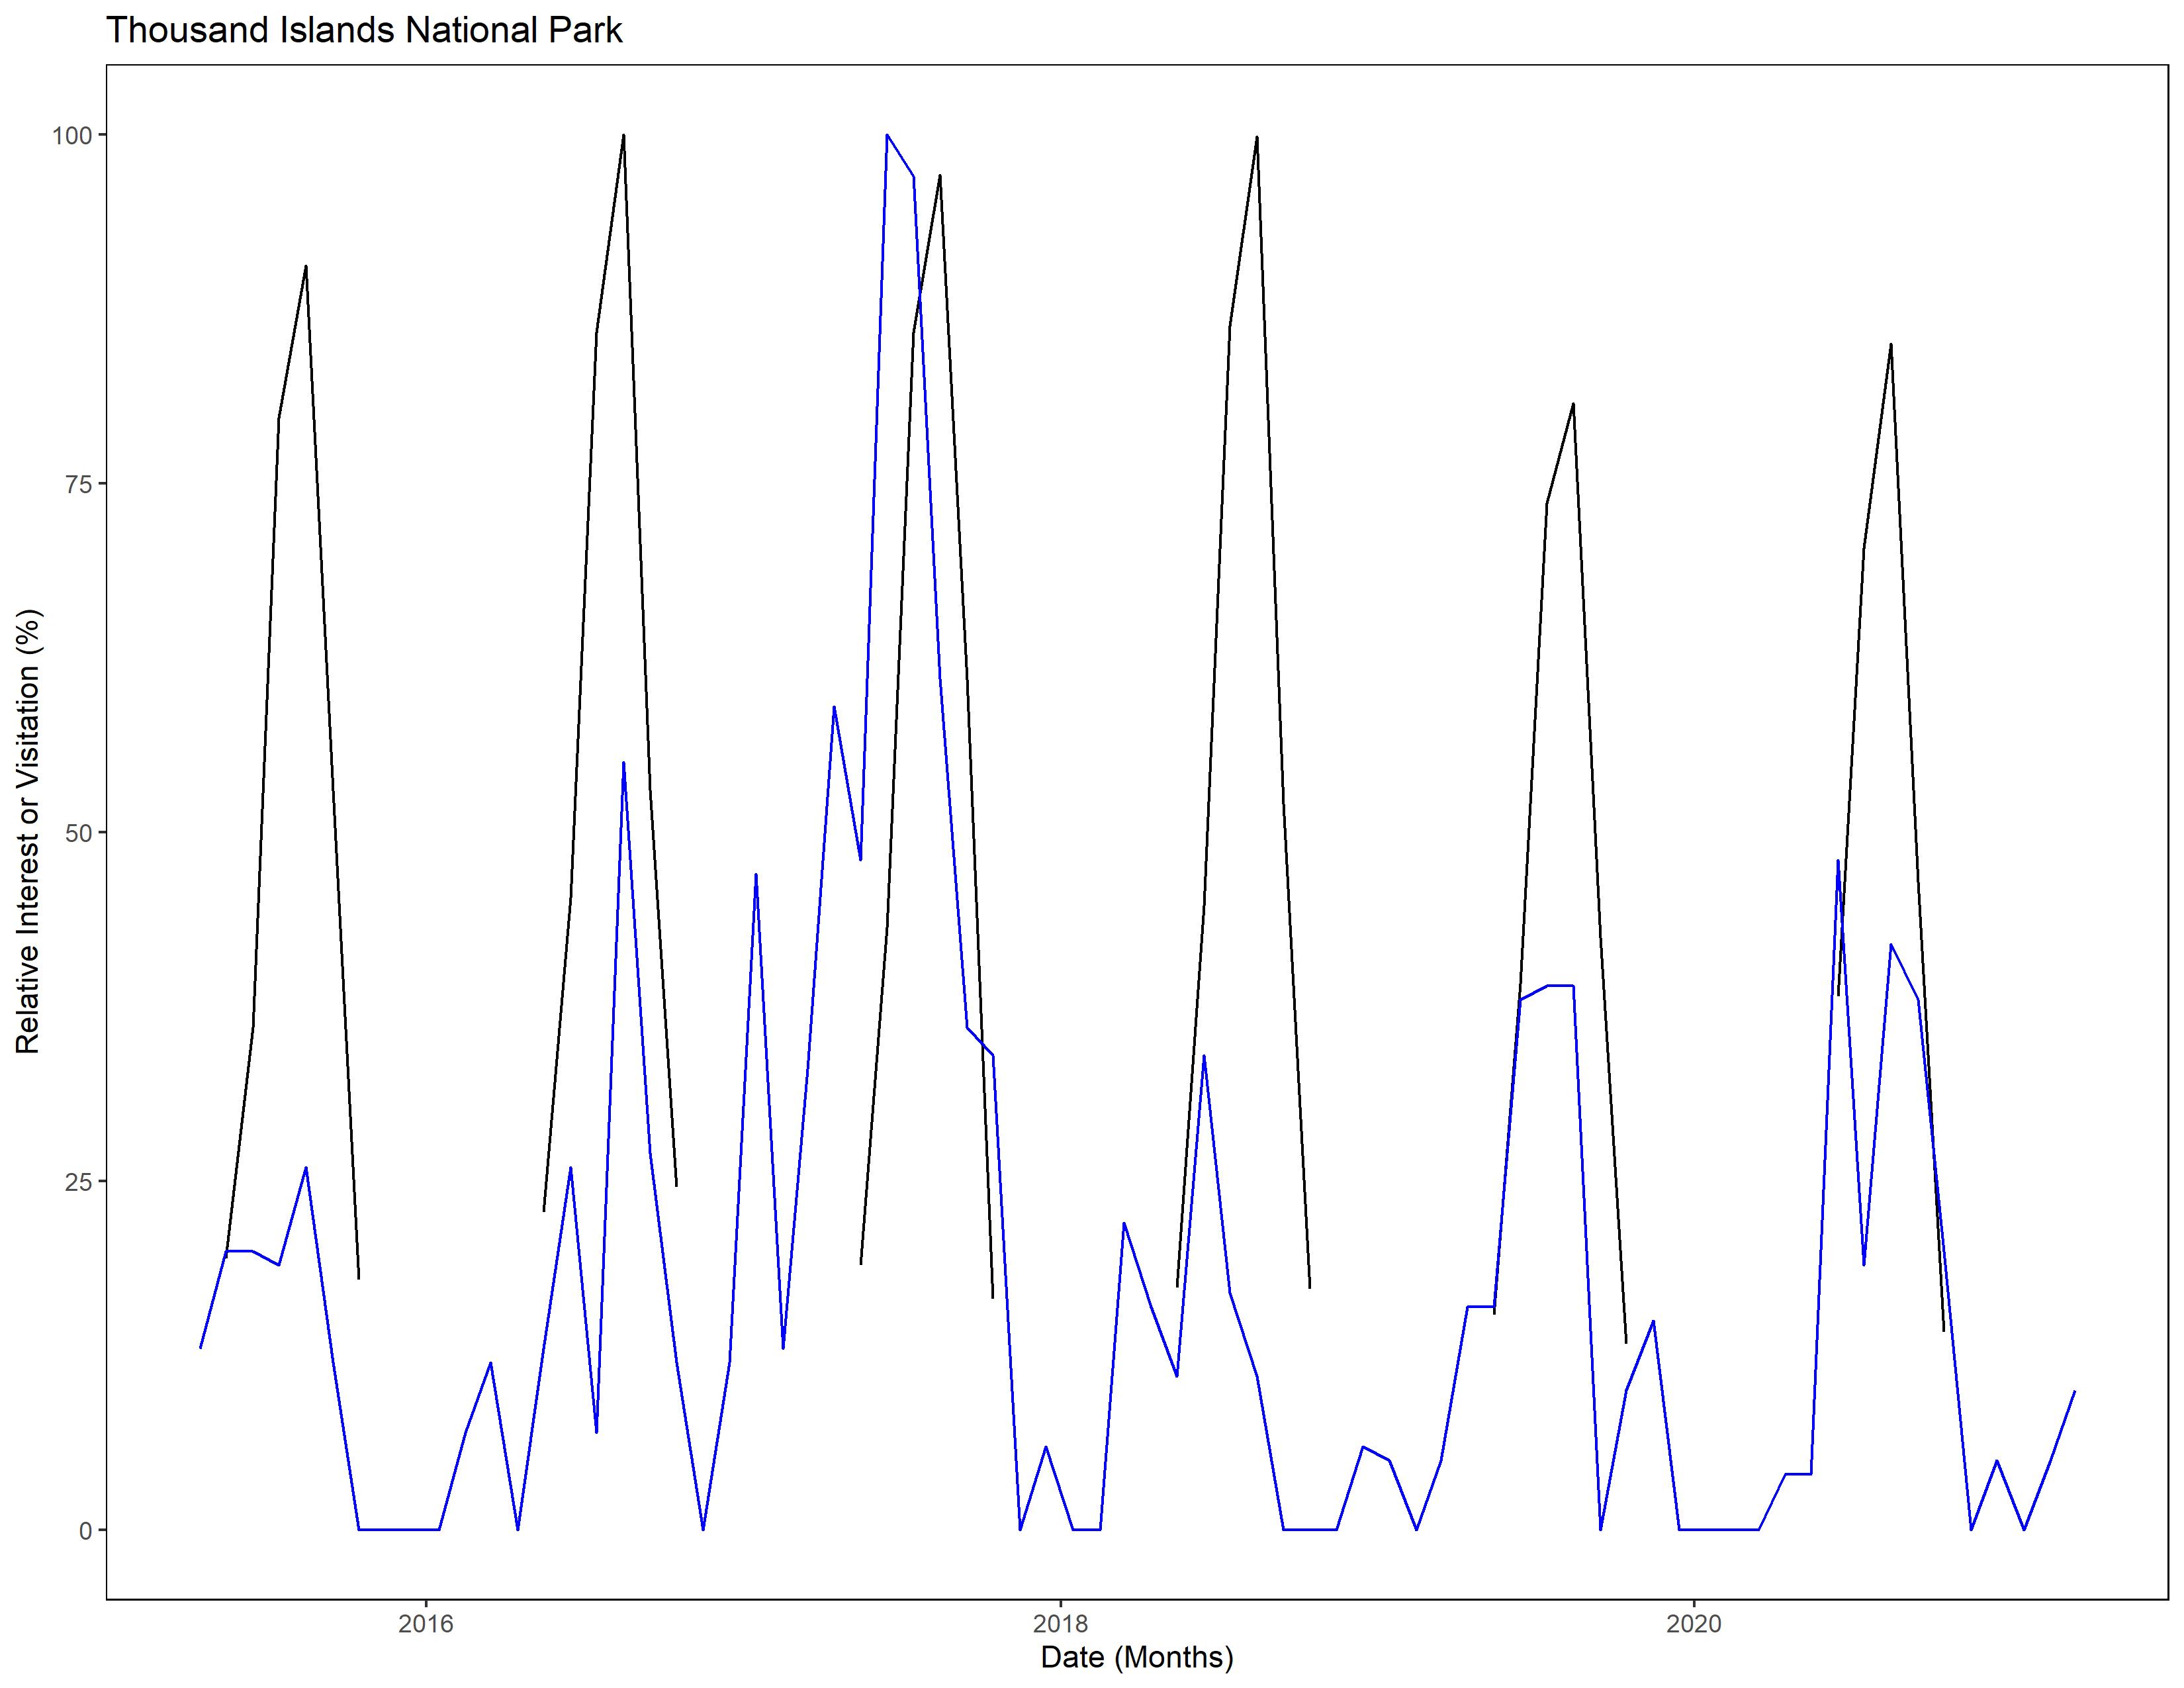 Thousand Islands National Park
100
75
50
25
0
Relative Interest or Visitation (%)
2016
2018
2020
Date (Months)